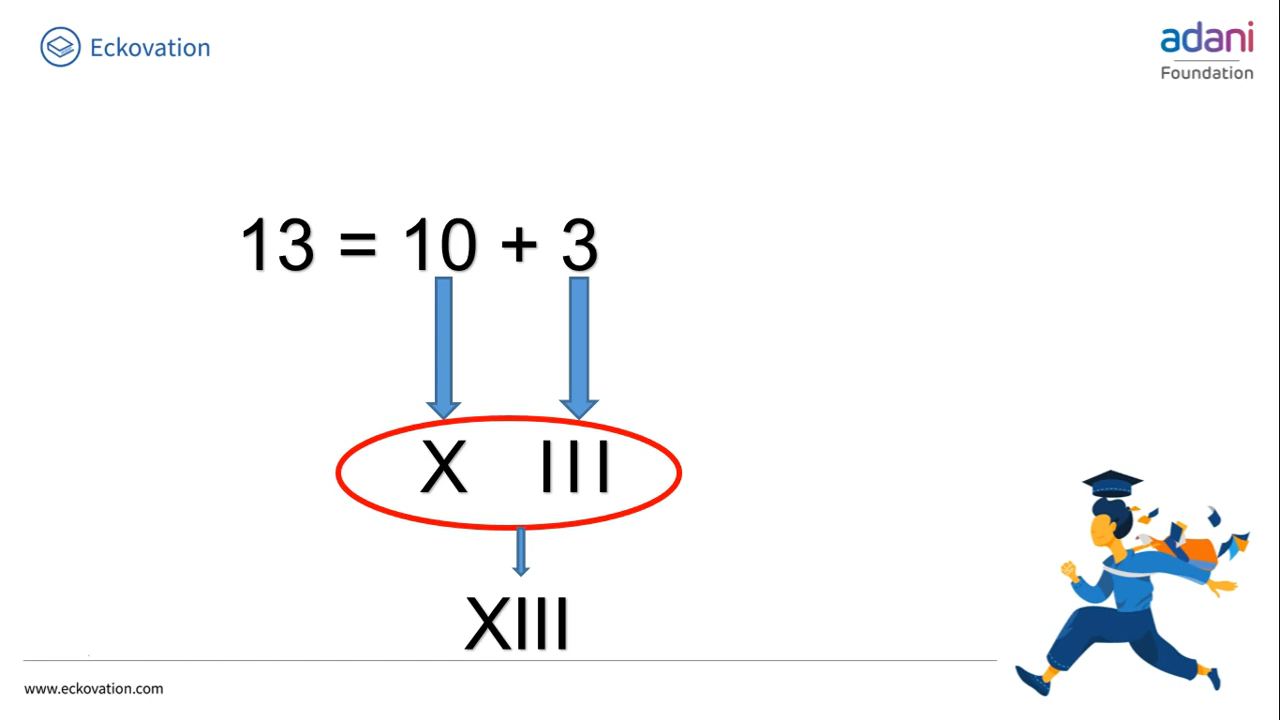 Eckovation
adani
Foundation
13 = 10 + 3
X III
XIII
www.eckovation.com